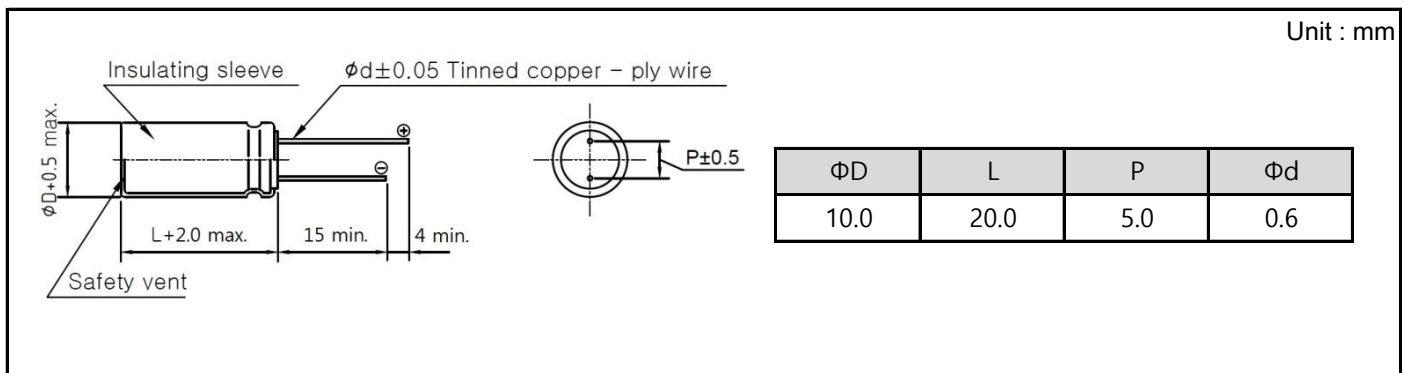 Unit : mm
Insulating sleeve
ϕd±0.05 Tinned copper – ply wire
ϕD+0.5 max.
⊕
⊖
P±0.5
L+2.0 max.
15 min.
4 min.
Safety vent
ΦD L P Φd
10.0 20.0 5.0 0.6